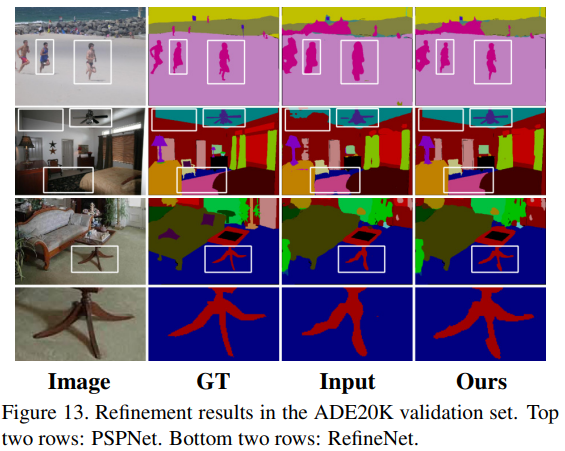 Image GT Input Ours
Figure 13. Refinement results in the ADE20K validation set. Top
two rows: PSPNet. Bottom two rows: RefineNet.